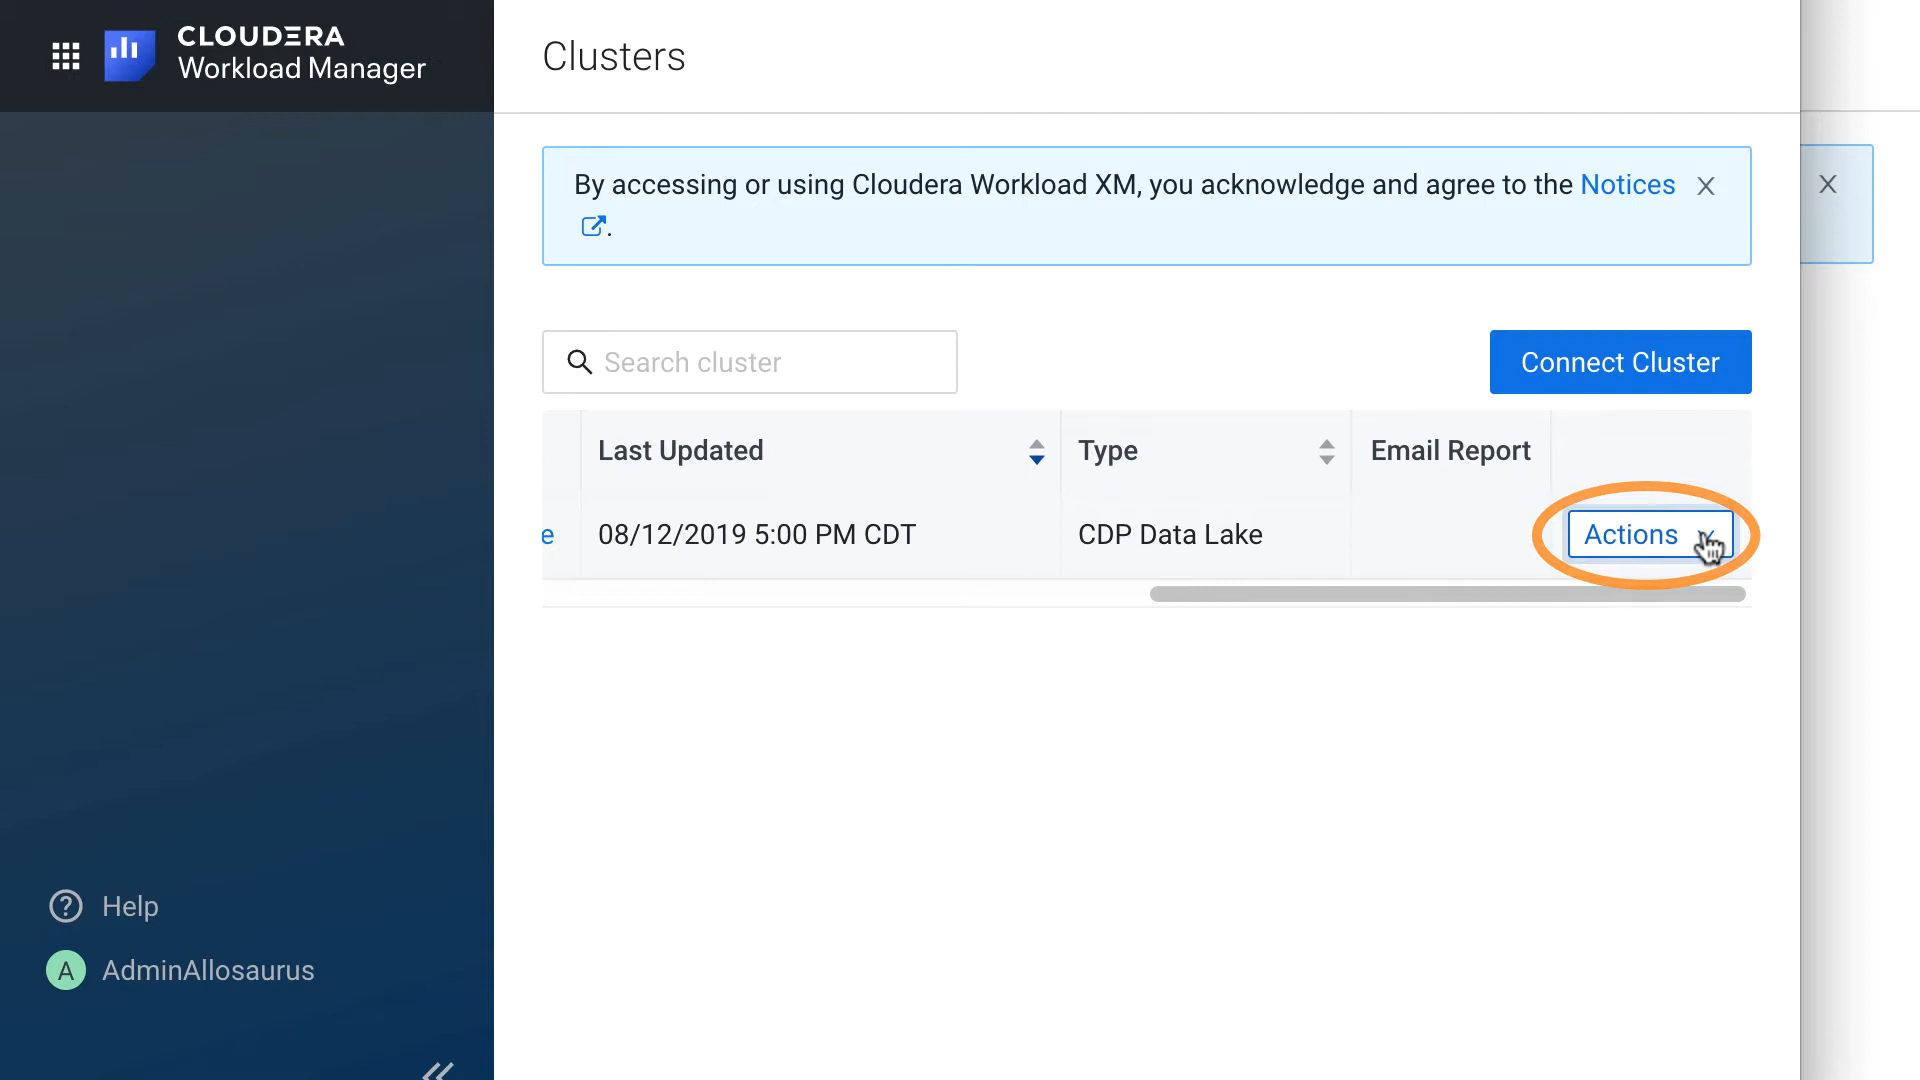 CLOUDERA
Workload Manager
Clusters
By accessing or using Cloudera Workload XM, you acknowledge and agree to the Notices
.
Search cluster
Connect Cluster
Last Updated Type Email Report
e 08/12/2019 5:00 PM CDT CDP Data Lake Actions
Help
A AdminAllosaurus